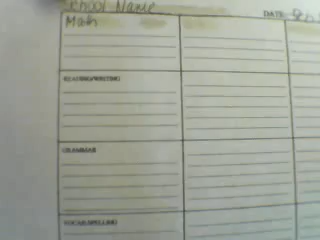 School Name
DATE:
Math
READING/WRITING
GRAMMAR
VOCAB/SPELLING